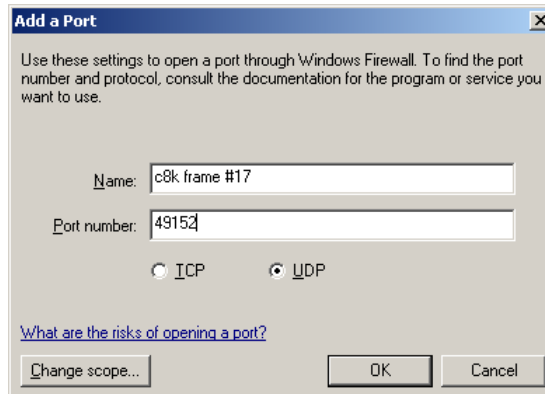 Add a Port
Use these settings to open a port through Windows Firewall. To find the port
number and protocol, consult the documentation for the program or service you
want to use.
Name: c8k frame #17
Port number: 49152
TCP UDP
What are the risks of opening a port?
Change scope... OK Cancel